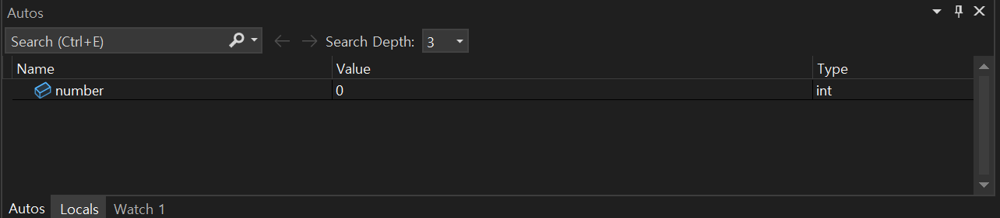 Autos
Search (Ctrl+E) Search Depth: 3
Name Value Type
number 0 int
Autos Locals Watch 1